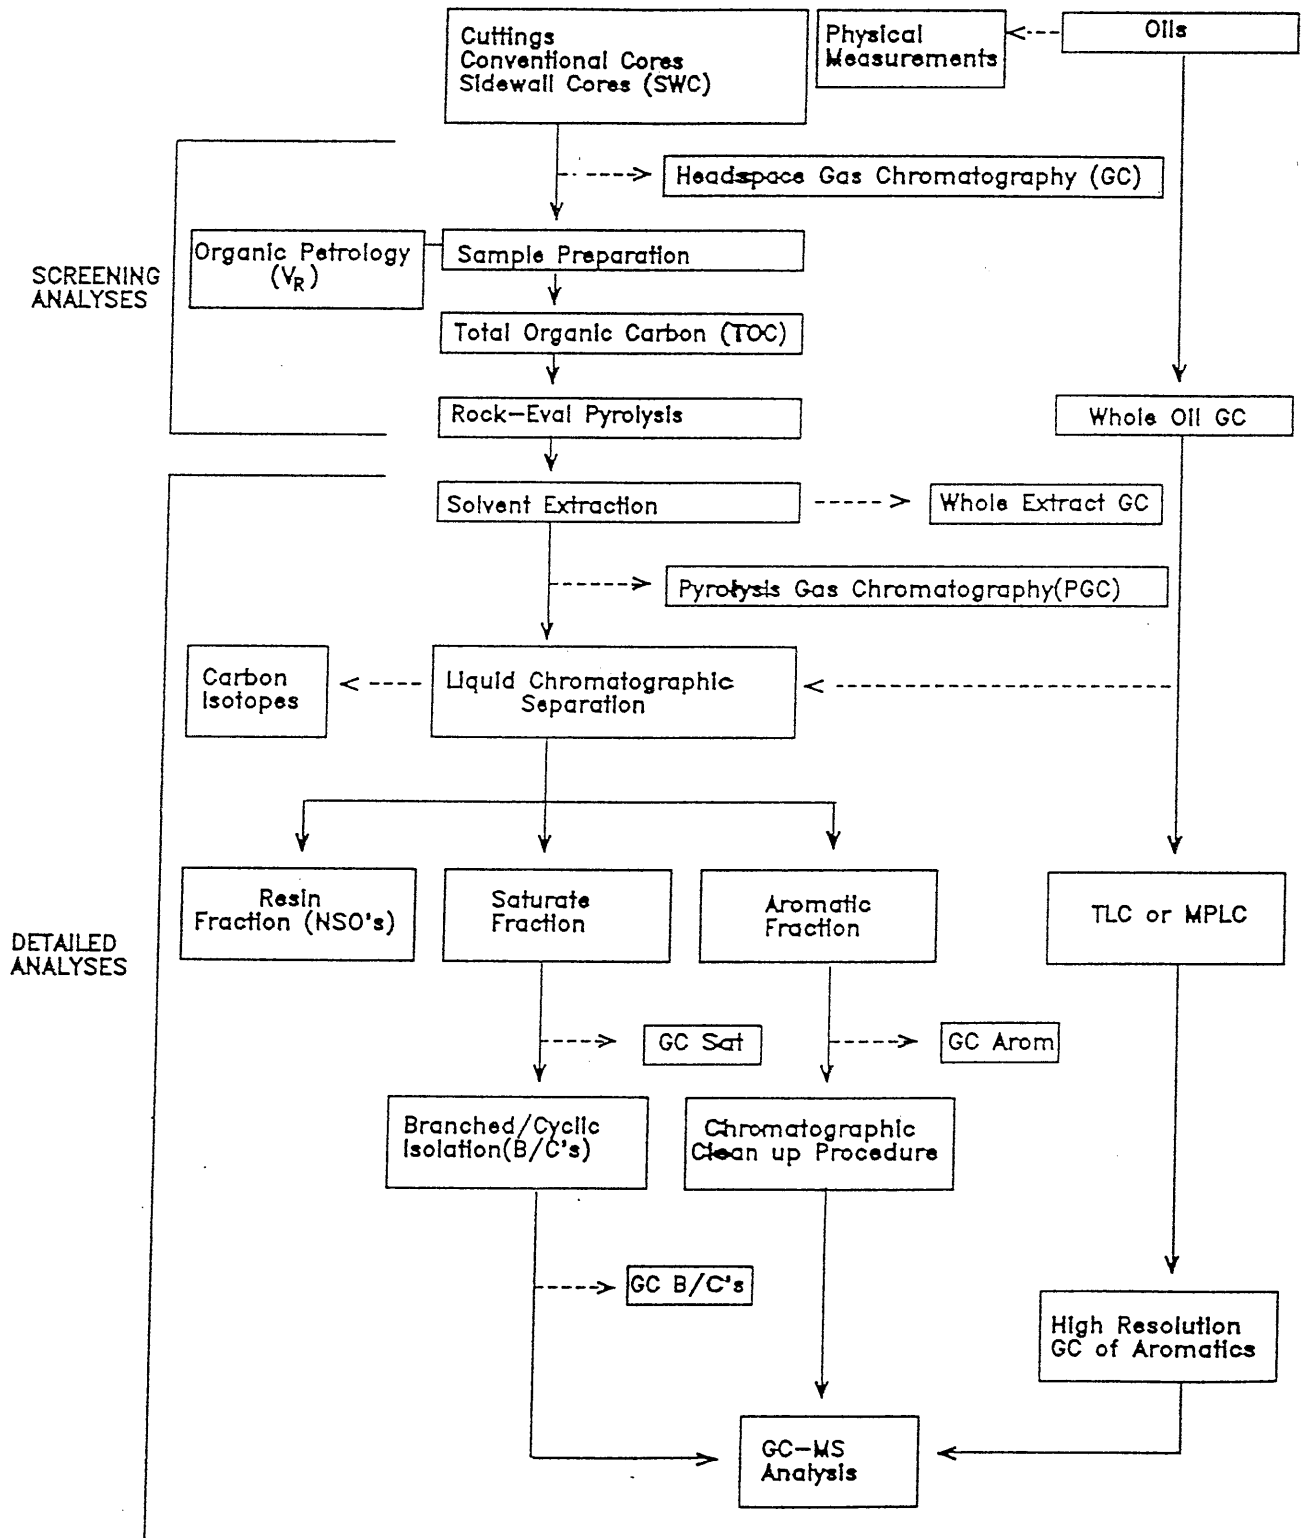 Cuttings
Conventional Cores
Sidewall Cores (SWC)
Physical
Measurements
Oils
Headspace Gas Chromatography (GC)
SCREENING
ANALYSES
Organic Petrology
(VR)
Sample Preparation
Total Organic Carbon (TOC)
Rock-Eval Pyrolysis
Whole Oil GC
Solvent Extraction
Whole Extract GC
Pyrolysis Gas Chromatography(PGC)
Carbon
Isotopes
Liquid Chromatographic
Separation
DETAILED
ANALYSES
Resin
Fraction (NSO's)
Saturate
Fraction
Aromatic
Fraction
TLC or MPLC
GC Sat
GC Arom
Branched/Cyclic
Isolation(B/C's)
Chromatographic
Clean up Procedure
GC B/C's
High Resolution
GC of Aromatics
GC-MS
Analysis